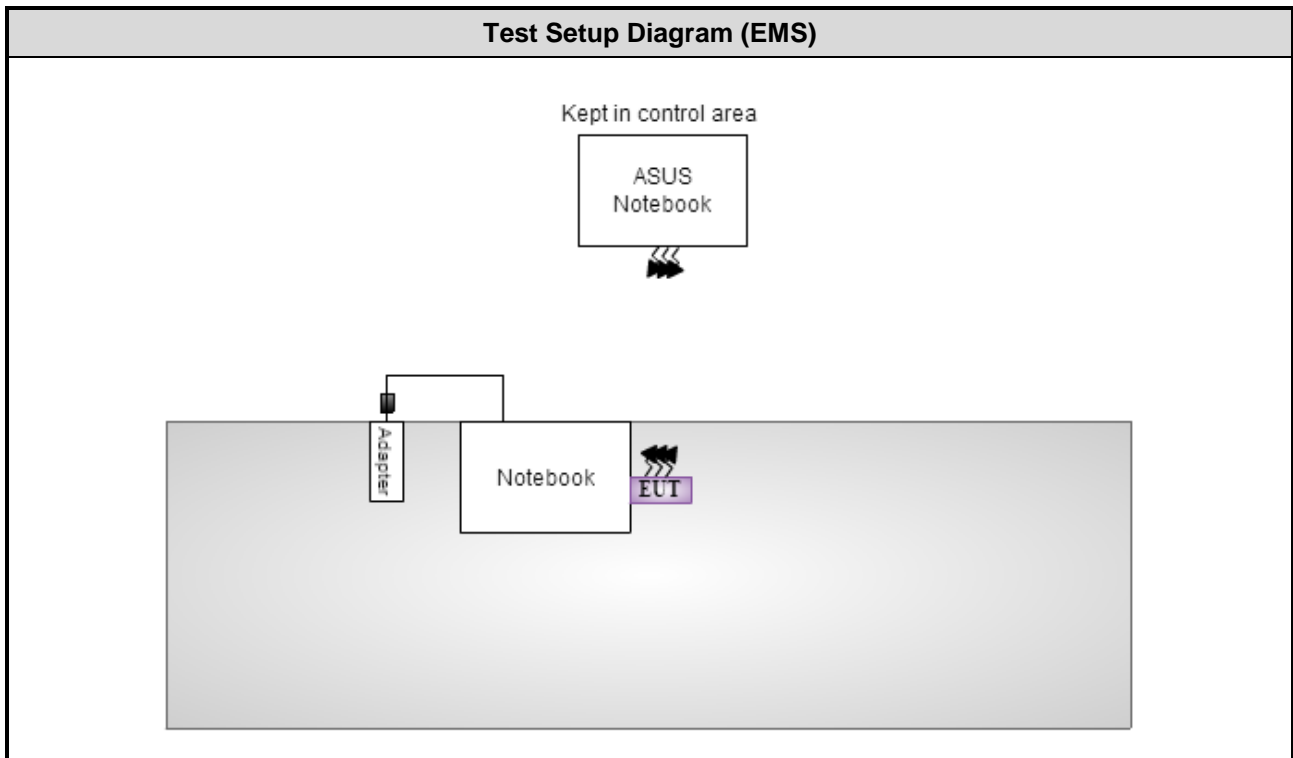 Test Setup Diagram (EMS)
Kept in control area
ASUS
Notebook
Adapter
Notebook
EUT